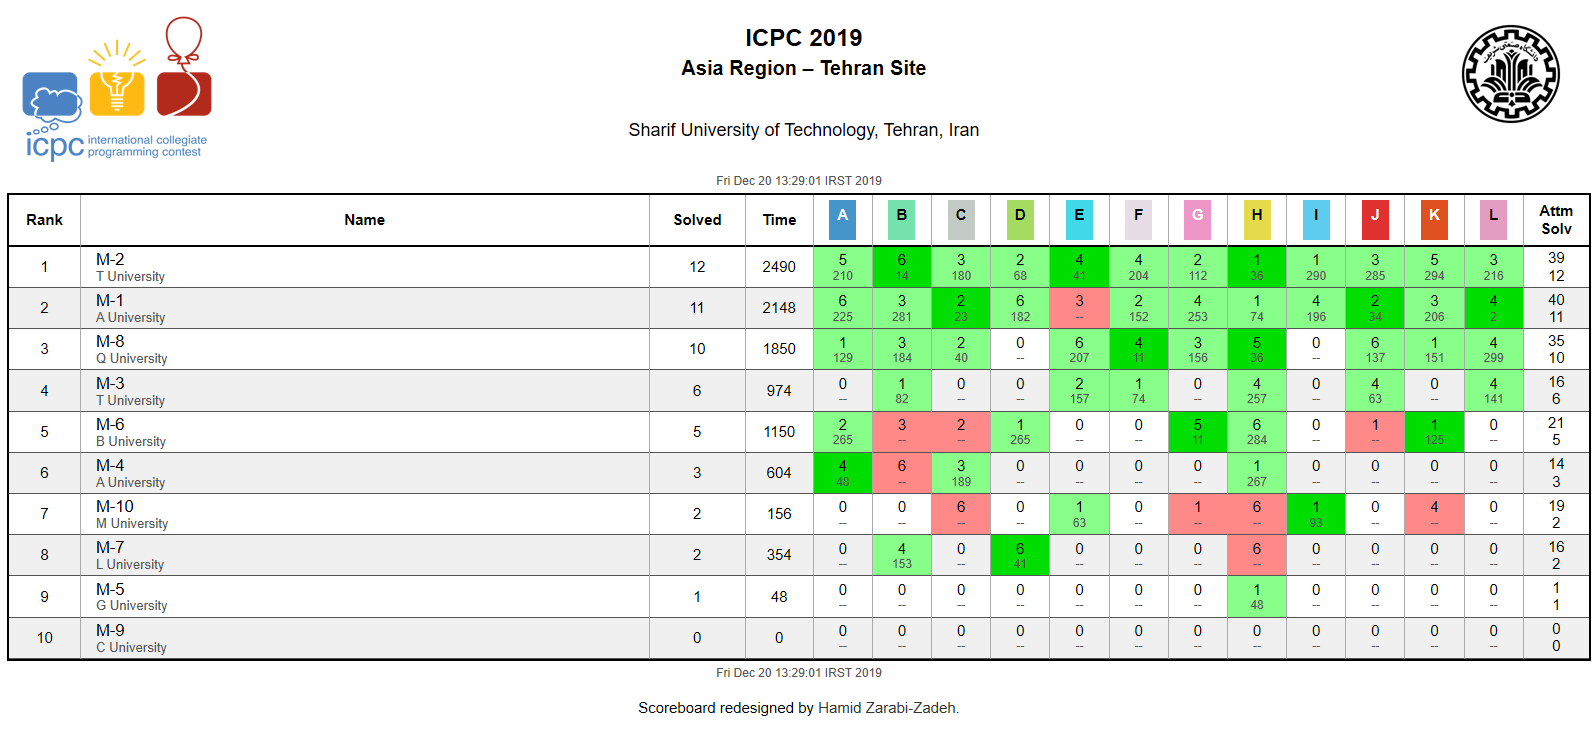 ICPC 2019
Asia Region – Tehran Site
Sharif University of Technology, Tehran, Iran
icpc international collegiate
programming contest
Fri Dec 20 13:29:01 IRST 2019
Rank Name Solved Time A B C D E F G H I J K L Attm
Solv
1 M-2 12 2490 5 6 3 2 4 4 2 1 1 3 5 3 39
T University 210 14 180 68 41 204 112 36 290 285 294 216 12
2 M-1 11 2148 6 3 2 6 3 2 4 1 4 2 3 4 40
A University 225 281 23 182 -- 152 253 74 196 34 206 2 11
3 M-8 10 1850 1 3 2 0 6 4 3 5 0 6 1 4 35
Q University 129 184 40 -- 207 11 156 36 -- 137 151 299 10
4 M-3 6 974 0 1 0 0 2 1 0 4 0 4 0 4 16
T University -- 82 -- -- 157 74 -- 257 -- 63 -- 141 6
5 M-6 5 1150 2 3 2 1 0 0 5 6 0 1 1 0 21
B University 265 -- -- 265 -- -- 11 284 -- -- 125 -- 5
6 M-4 3 604 4 6 3 0 0 0 0 1 0 0 0 0 14
A University 48 -- 189 -- -- -- -- 267 -- -- -- -- 3
7 M-10 2 156 0 0 6 0 1 0 1 6 1 0 4 0 19
M University -- -- -- -- 63 -- -- -- 93 -- -- -- 2
8 M-7 2 354 0 4 0 6 0 0 0 6 0 0 0 0 16
L University -- 153 -- 41 -- -- -- -- -- -- -- -- 2
9 M-5 1 48 0 0 0 0 0 0 0 1 0 0 0 0 1
G University -- -- -- -- -- -- -- 48 -- -- -- -- 1
10 M-9 0 0 0 0 0 0 0 0 0 0 0 0 0 0 0
C University -- -- -- -- -- -- -- -- -- -- -- -- 0
Fri Dec 20 13:29:01 IRST 2019
Scoreboard redesigned by Hamid Zarabi-Zadeh.